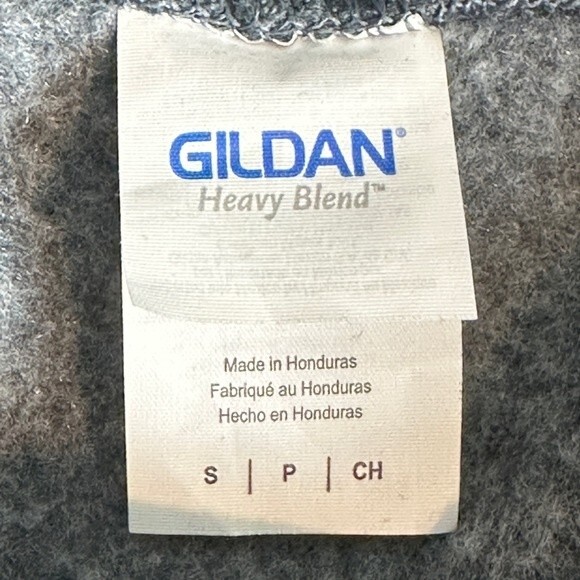 GILDAN®
Heavy Blend™
Made in Honduras
Fabriqué au Honduras
Hecho en Honduras
S | P | CH